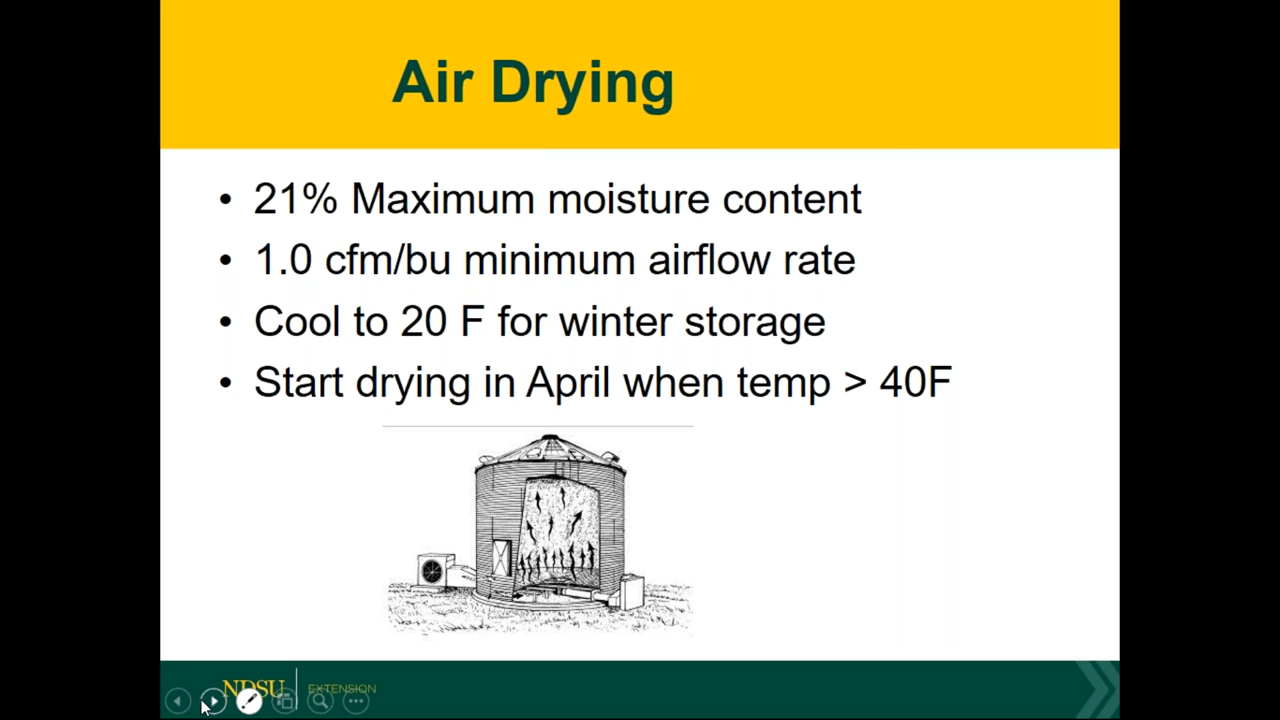 Air Drying
• 21% Maximum moisture content
• 1.0 cfm/bu minimum airflow rate
• Cool to 20 F for winter storage
• Start drying in April when temp > 40F
NDSU EXTENSION